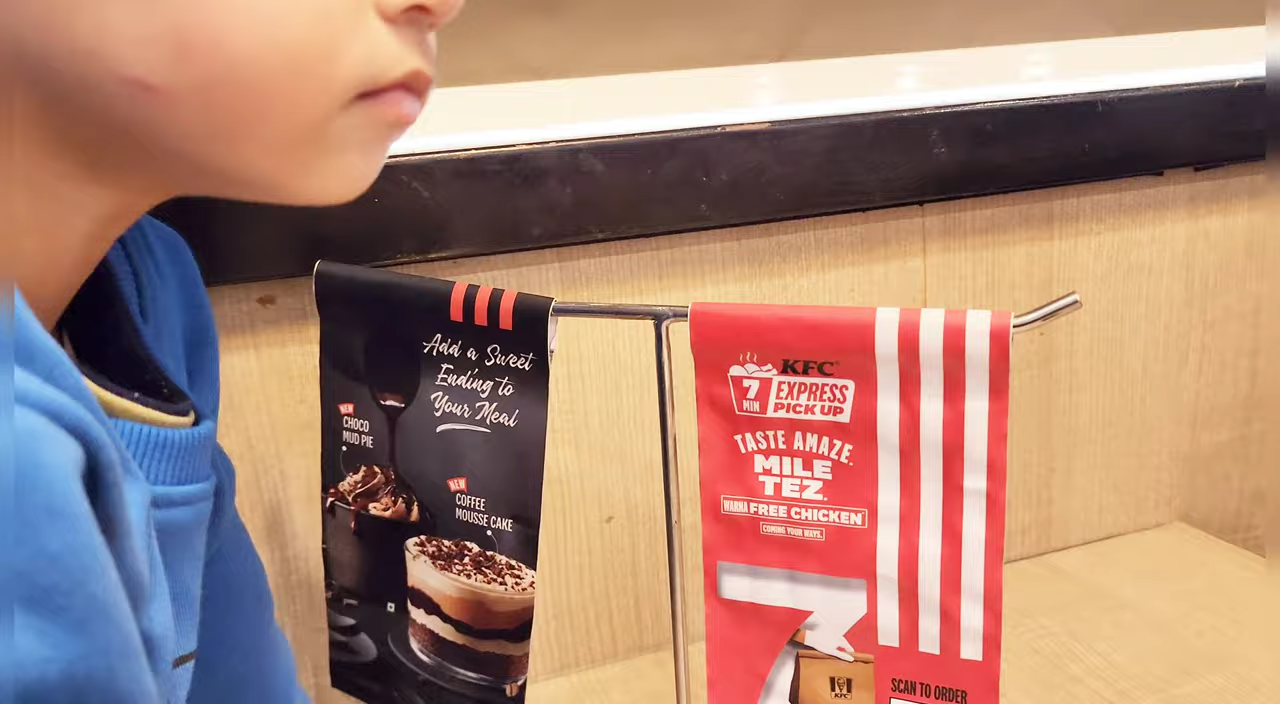 Add a Sweet
Ending to
Your Meal
NEW
CHOCO
MUD PIE
NEW
COFFEE
MOUSSE CAKE
KFC
7
MIN
EXPRESS
PICK UP
TASTE AMAZE.
MILE
TEZ.
WARNA FREE CHICKEN*
COMING YOUR WAYS.
7
KFC
SCAN TO ORDER